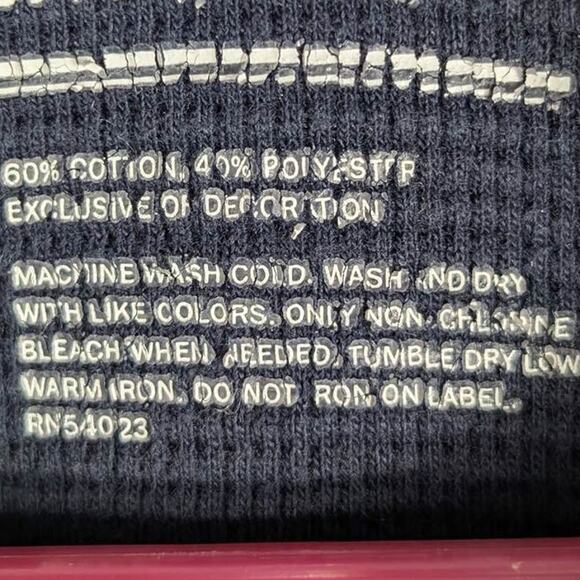 60% COTTON, 40% POLYESTER
EXCLUSIVE OF DECORATION
MACHINE WASH COLD. WASH AND DRY
WITH LIKE COLORS. ONLY NON-CHLORINE
BLEACH WHEN NEEDED. TUMBLE DRY LOW
WARM IRON. DO NOT IRON ON LABEL.
RN54023